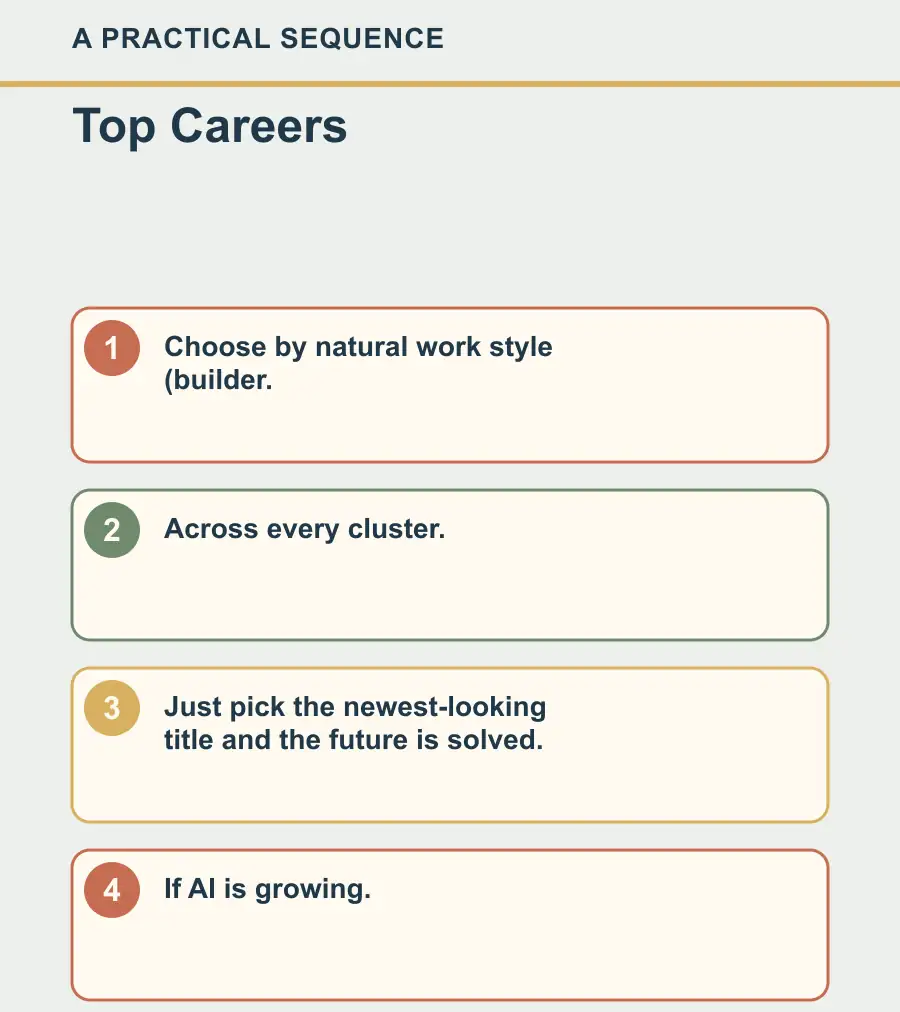 A PRACTICAL SEQUENCE
Top Careers
1
Choose by natural work style
(builder.
2
Across every cluster.
3
Just pick the newest-looking
title and the future is solved.
4
If AI is growing.